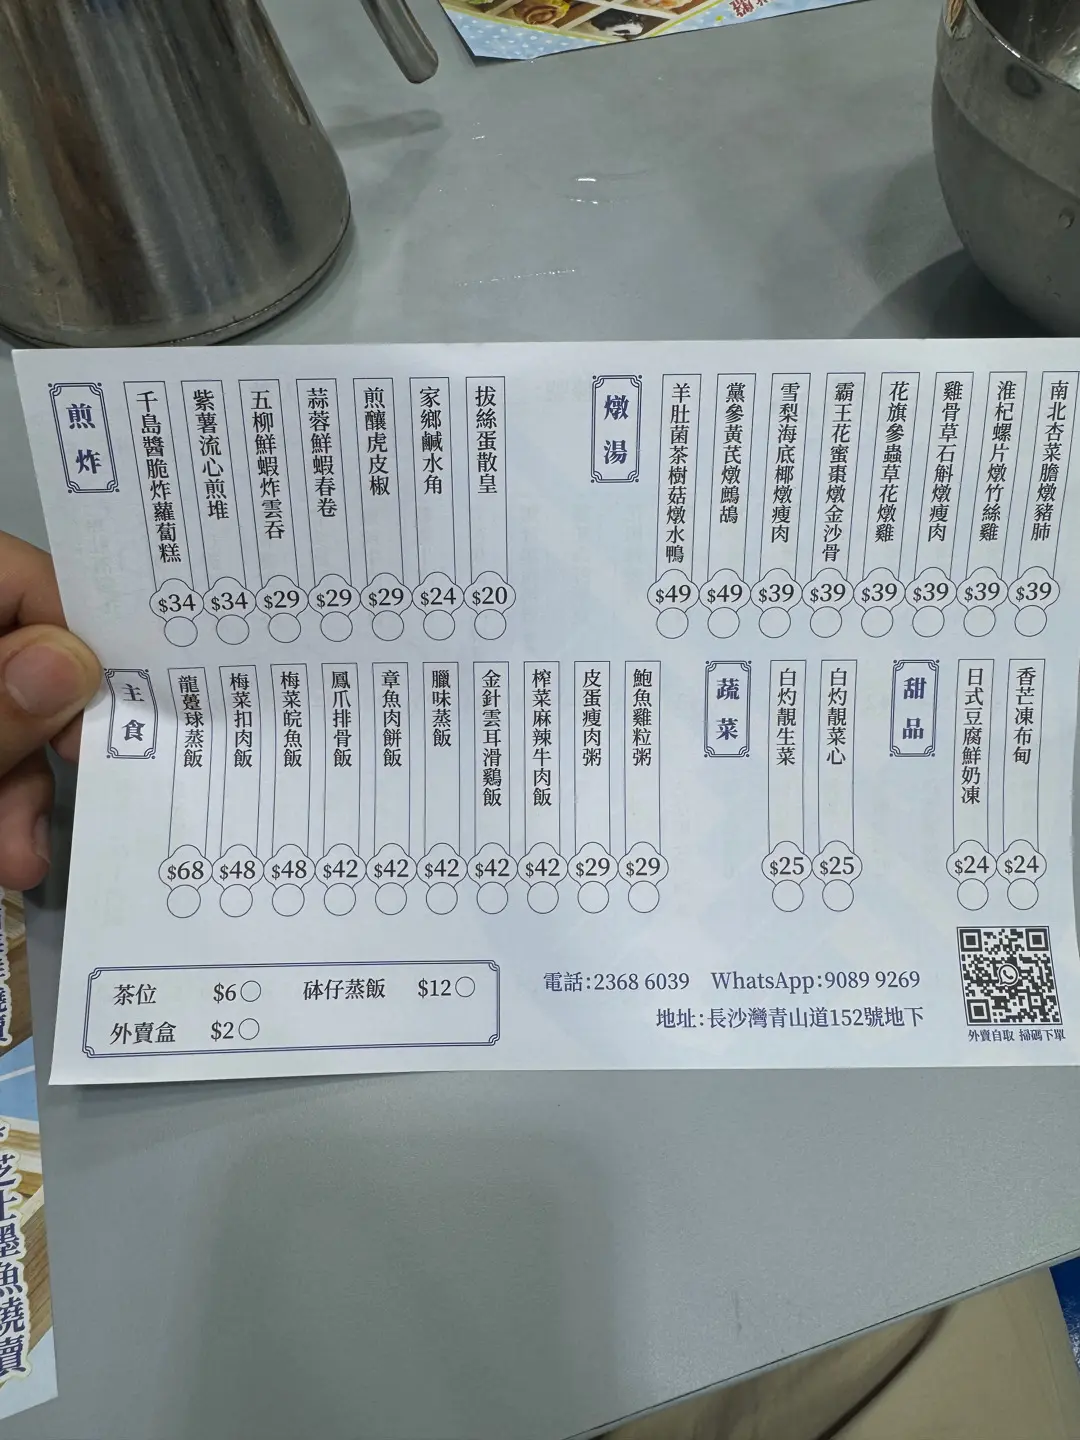 煎炸
千島醬脆炸蘿蔔糕
$34
紫薯流心煎堆
$34
五柳鮮蝦炸雲吞
$29
蒜蓉鮮蝦春卷
$29
煎釀虎皮椒
$29
家鄉鹹水角
$24
拔絲蛋散皇
$20
燉湯
羊肚菌茶樹菇燉水鴨
$49
黨參黃芪燉鷓鴣
$49
雪梨海底椰燉瘦肉
$39
霸王花蜜棗燉金沙骨
$39
花旗參蟲草花燉雞
$39
雞骨草石斛燉瘦肉
$39
淮杞螺片燉竹絲雞
$39
南北杏菜膽燉豬肺
$39
主食
龍躉球蒸飯
$68
梅菜扣肉飯
$48
梅菜皖魚飯
$48
鳳爪排骨飯
$42
章魚肉餅飯
$42
臘味蒸飯
$42
金針雲耳滑鷄飯
$42
榨菜麻辣牛肉飯
$42
皮蛋瘦肉粥
$29
鮑魚雞粒粥
$29
蔬菜
白灼靚生菜
$25
白灼靚菜心
$25
甜品
日式豆腐鮮奶凍
$24
香芒凍布甸
$24
茶位 $6 砵仔蒸飯 $12
外賣盒 $2
電話:2368 6039 WhatsApp:9089 9269
地址:長沙灣青山道152號地下
外賣自取 掃碼下單
芝士墨魚燒賣